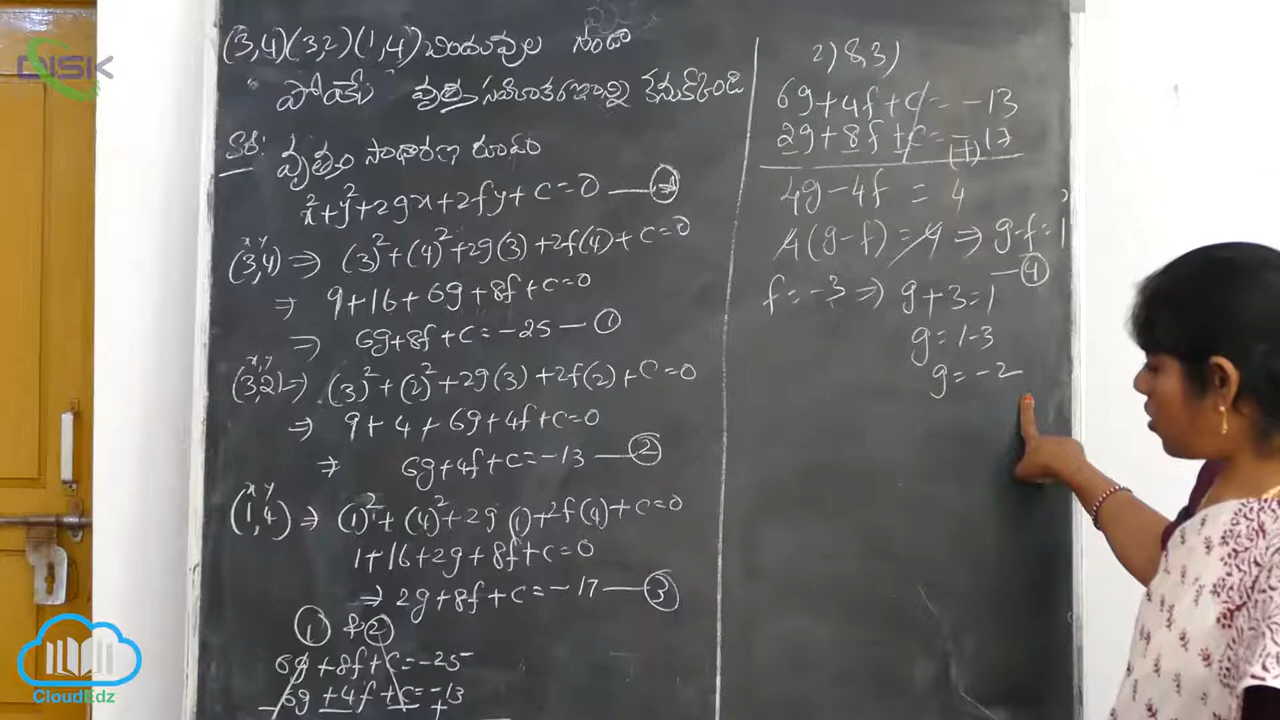 DISK
(3,4)(3,2)(1,4) బిందువుల నుండి
పోయే వృత్త సమీకరణాన్ని కనుక్కోండి
సాధ: వృత్తం సాధారణ రూపం
x²+y²+2gx+2fy+c=0 —
x y
(3,4) ⇒ (3)²+(4)²+2g(3)+2f(4)+c=0
⇒ 9+16+6g+8f+c=0
⇒ 6g+8f+c=-25 — ①
x, y
(3,2) ⇒ (3)²+(2)²+2g(3)+2f(2)+c=0
⇒ 9+4+6g+4f+c=0
⇒ 6g+4f+c=-13 — ②
x y
(1,4) ⇒ (1)²+(4)²+2g(1)+2f(4)+c=0
1+16+2g+8f+c=0
⇒ 2g+8f+c=-17 — ③
① & ②
6g+8f+c=-25
6g+4f+c=-13
2) & 3)
6g+4f+c=-13
2g+8f+c=-17
(+)
4g-4f = 4
4(g-f)=4 ⇒ g-f=1
— ④
f=-3 ⇒ g+3=1
g=1-3
g=-2
CloudEdz